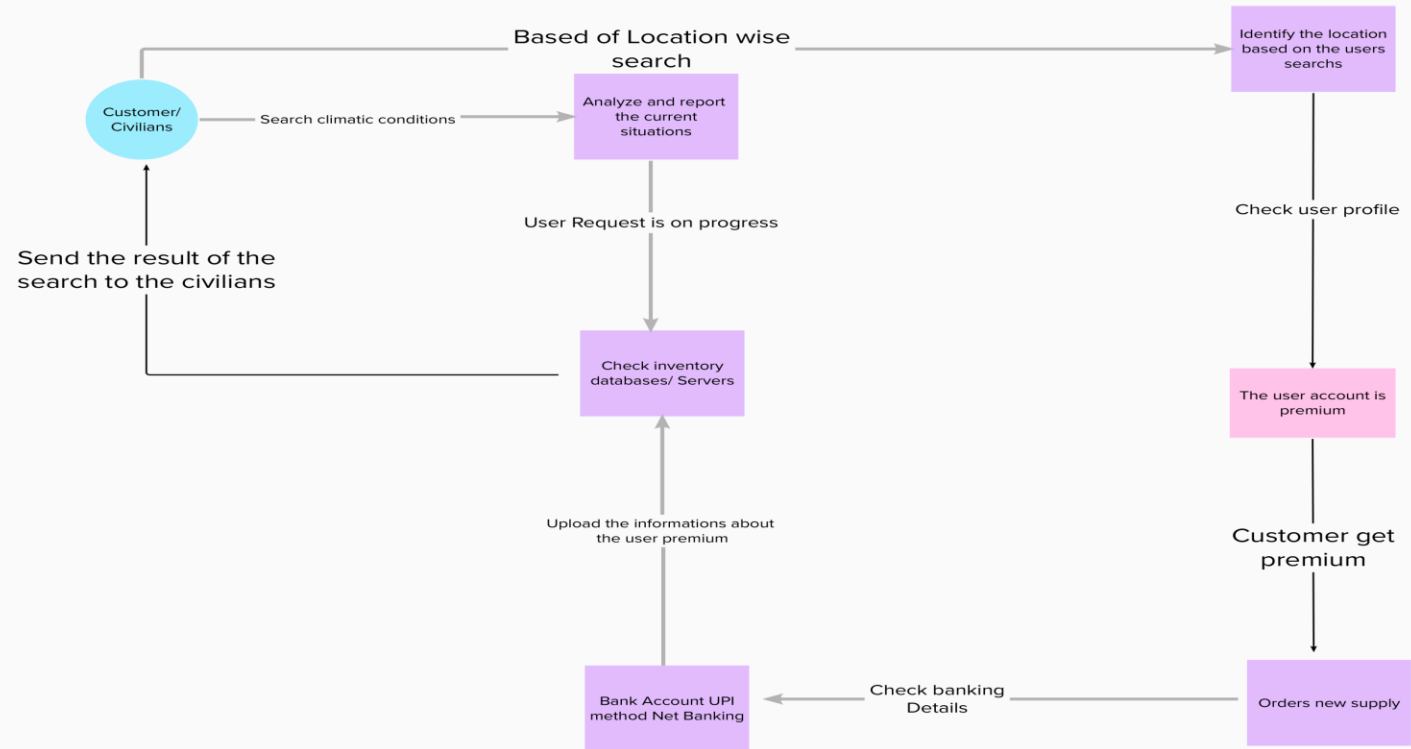 Based of Location wise
search
Identify the location
based on the users
searchs
Customer/
Civilians
Search climatic conditions
Analyze and report
the current
situations
User Request is on progress
Check user profile
Send the result of the
search to the civilians
Check inventory
databases/ Servers
The user account is
premium
Upload the informations about
the user premium
Customer get
premium
Bank Account UPI
method Net Banking
Check banking
Details
Orders new supply